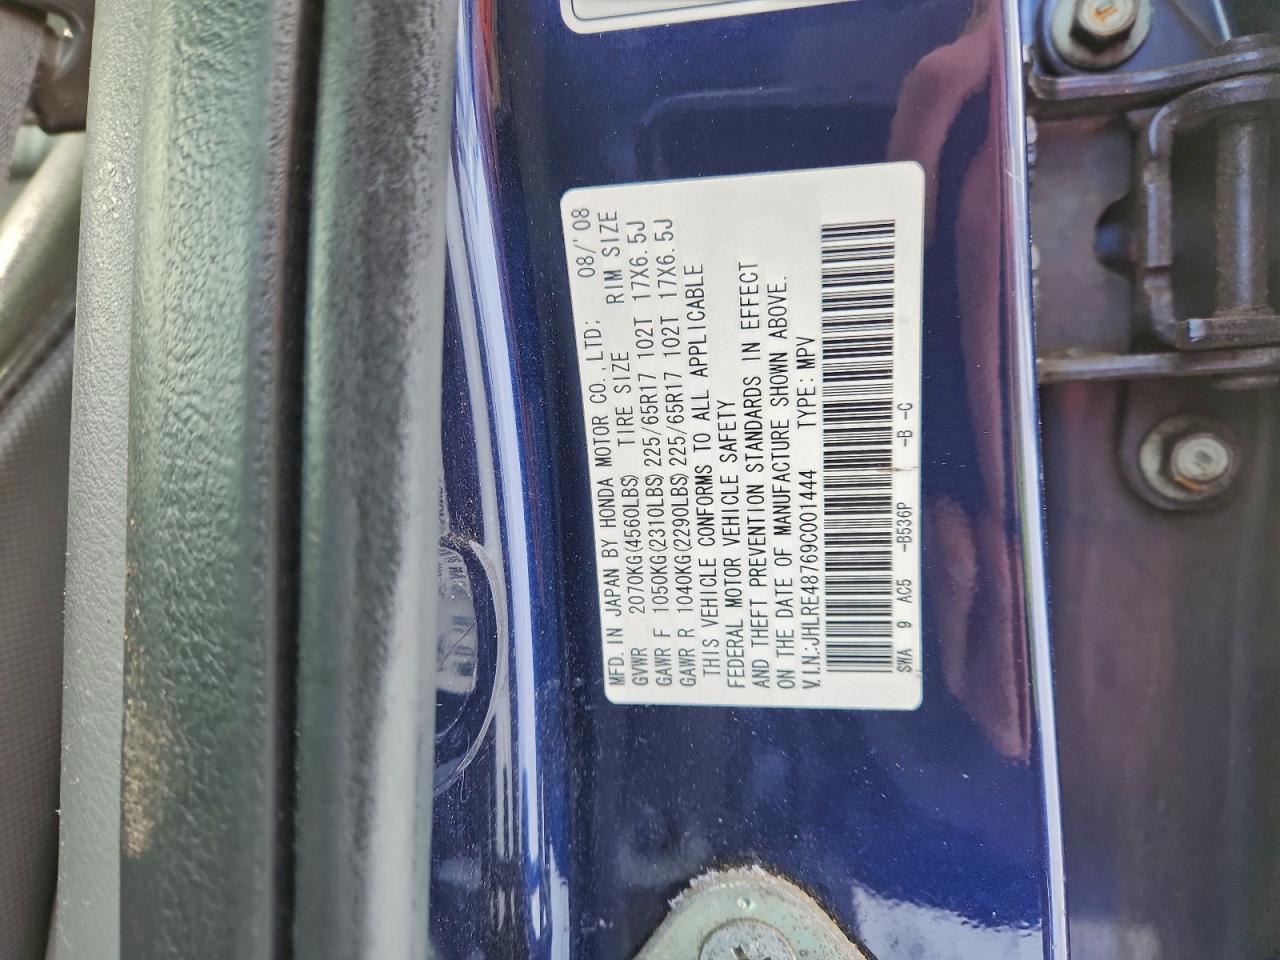 MFD. IN JAPAN BY HONDA MOTOR CO., LTD; 08/'08
GVWR 2070KG(4560LBS) TIRE SIZE RIM SIZE
GAWR F 1050KG(2310LBS) 225/65R17 102T 17X6.5J
GAWR R 1040KG(2290LBS) 225/65R17 102T 17X6.5J
THIS VEHICLE CONFORMS TO ALL APPLICABLE
FEDERAL MOTOR VEHICLE SAFETY
AND THEFT PREVENTION STANDARDS IN EFFECT
ON THE DATE OF MANUFACTURE SHOWN ABOVE.
V.I.N.:JHLRE48769C001444 TYPE: MPV
SWA 9 AC5 -B536P -B -C